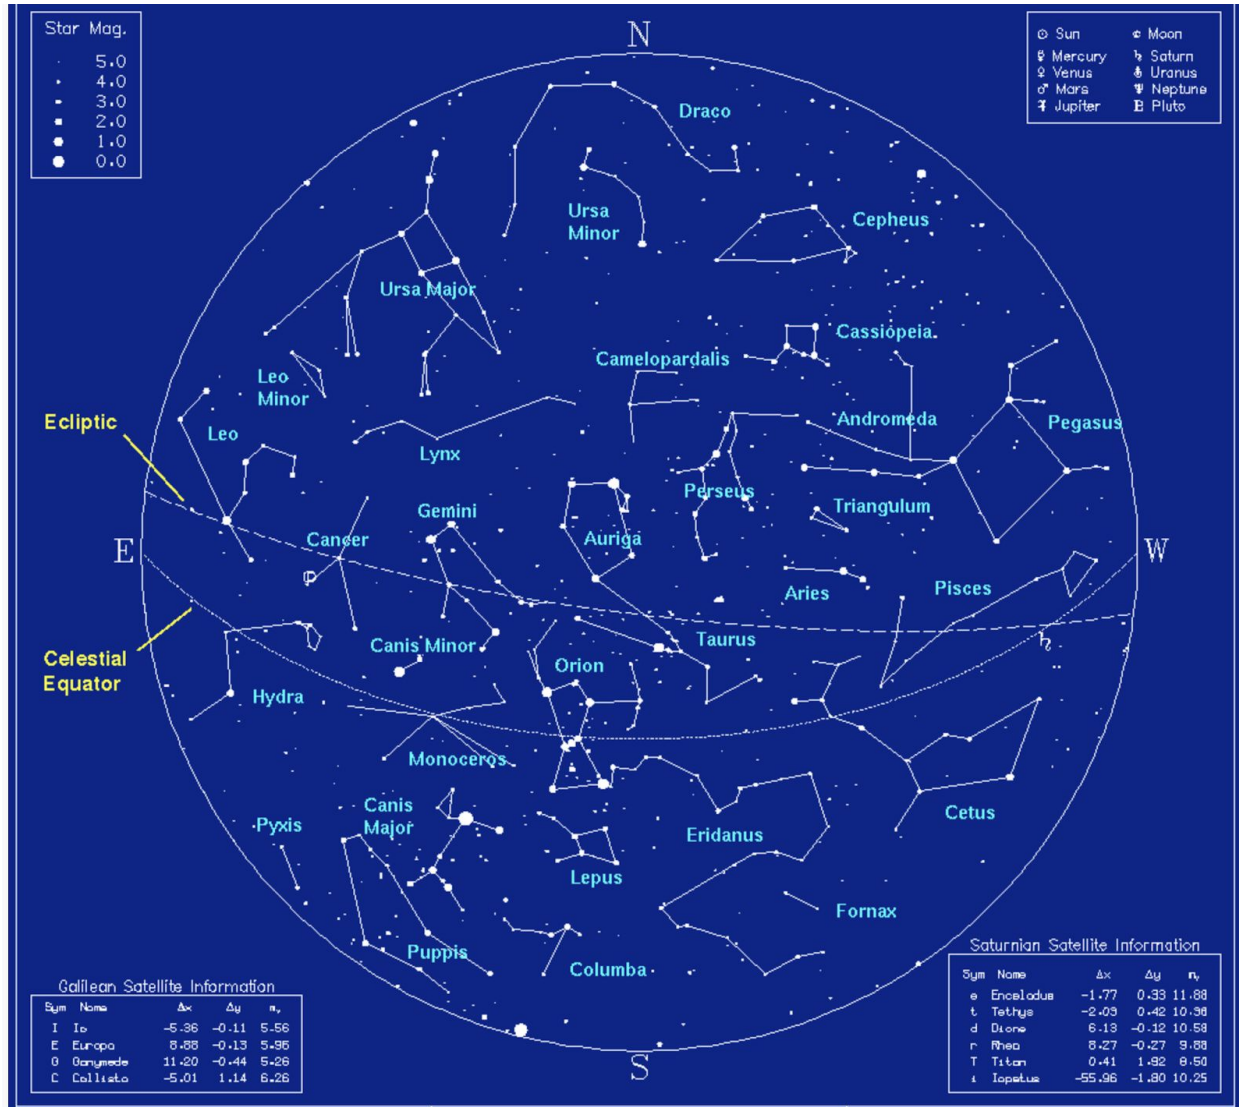 Star Mag.
5.0
4.0
3.0
2.0
1.0
0.0
N
Sun Moon
Mercury Saturn
Venus Uranus
Mars Neptune
Jupiter Pluto
Draco
Ursa
Minor
Cepheus
Ursa Major
Cassiopeia
Camelopardalis
Leo
Minor
Ecliptic
Leo
Andromeda
Pegasus
Lynx
Perseus
Triangulum
Gemini
Auriga
Cancer
E
W
Aries
Pisces
Canis Minor
Taurus
Orion
Celestial
Equator
Hydra
Monoceros
Canis
Major
Pyxis
Eridanus
Cetus
Lepus
Fornax
Puppis
Columba
S
Galilean Satellite Information
Sym Name Δx Δy mv
I Io -5.36 -0.11 5.56
E Europa 8.88 -0.13 5.95
G Ganymede 11.20 -0.44 5.26
C Callisto -5.01 1.14 6.26
Saturnian Satellite Information
Sym Name Δx Δy mv
e Enceladus -1.77 0.33 11.88
t Tethys -2.09 0.42 10.36
d Dione 6.13 -0.12 10.58
r Rhea 8.27 -0.27 9.88
T Titan 0.41 1.92 8.50
i Iapetus -55.96 -1.80 10.25